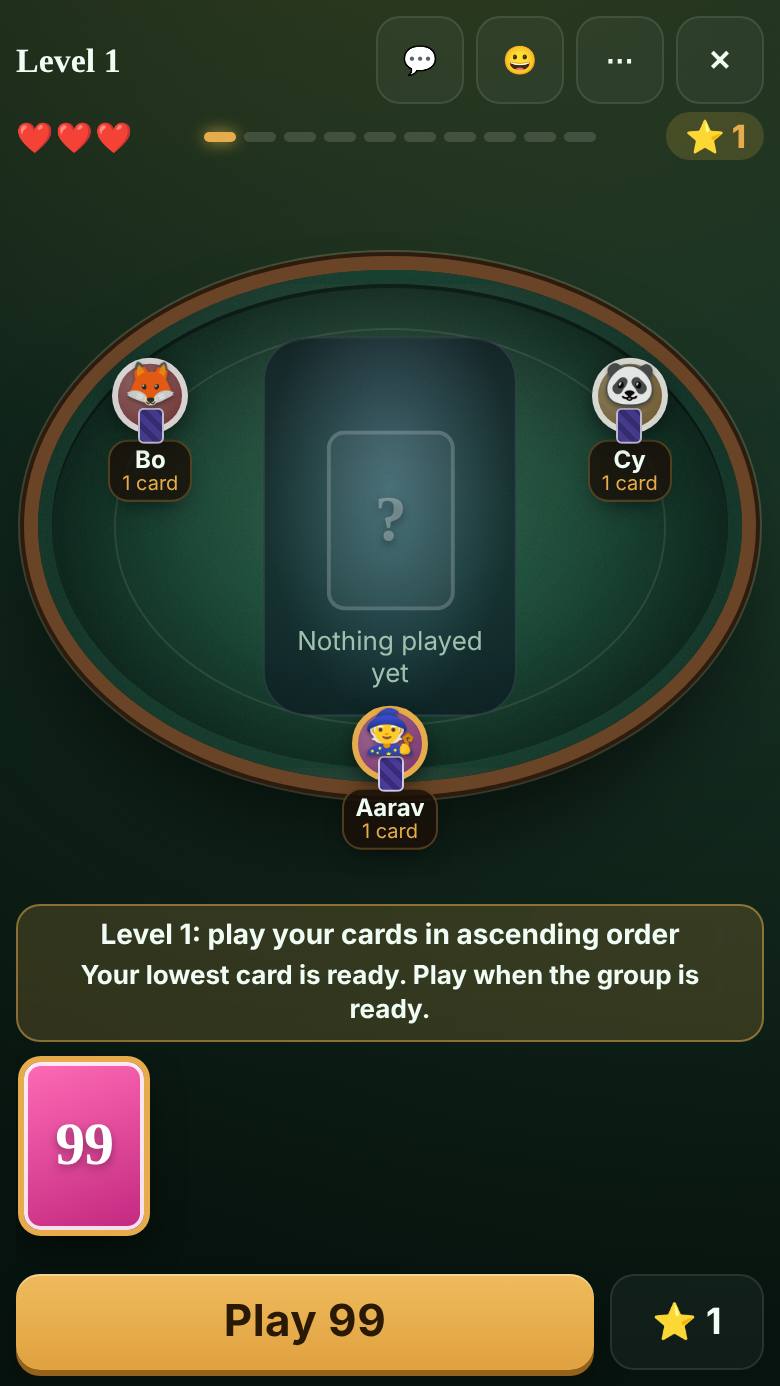 Level 1
1
Bo
1 card
Cy
1 card
?
Nothing played
yet
Aarav
1 card
Level 1: play your cards in ascending order
Your lowest card is ready. Play when the group is
ready.
99
Play 99
1